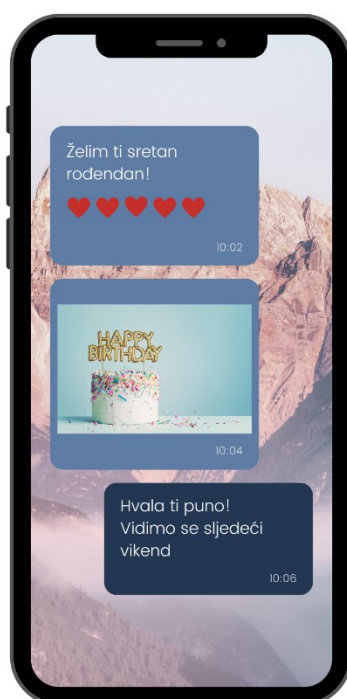 Želim ti sretan
rođendan!
10:02
HAPPY
BIRTHDAY
10:04
Hvala ti puno!
Vidimo se sljedeći
vikend
10:06